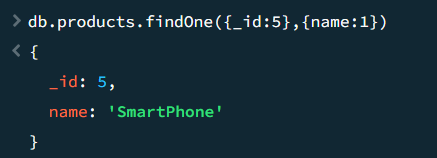 > db.products.findOne({_id:5},{name:1})
< {
_id: 5,
name: 'SmartPhone'
}